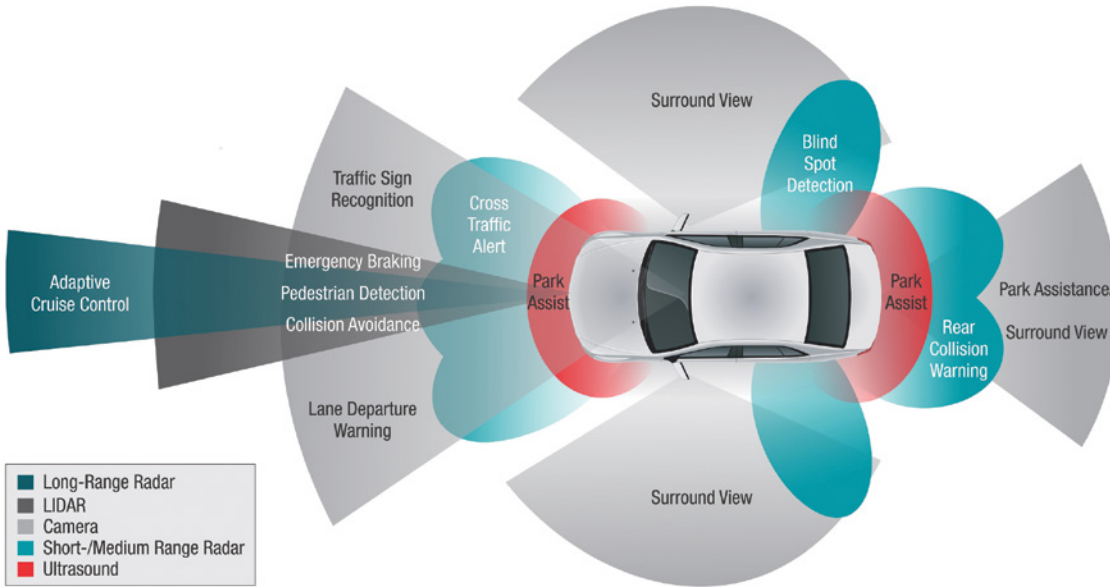 Surround View
Blind
Spot
Detection
Traffic Sign
Recognition
Cross
Traffic
Alert
Adaptive
Cruise Control
Emergency Braking
Pedestrian Detection
Collision Avoidance
Park
Assist
Park
Assist
Park Assistance
Surround View
Rear
Collision
Warning
Lane Departure
Warning
Surround View
Long-Range Radar
LIDAR
Camera
Short-/Medium Range Radar
Ultrasound